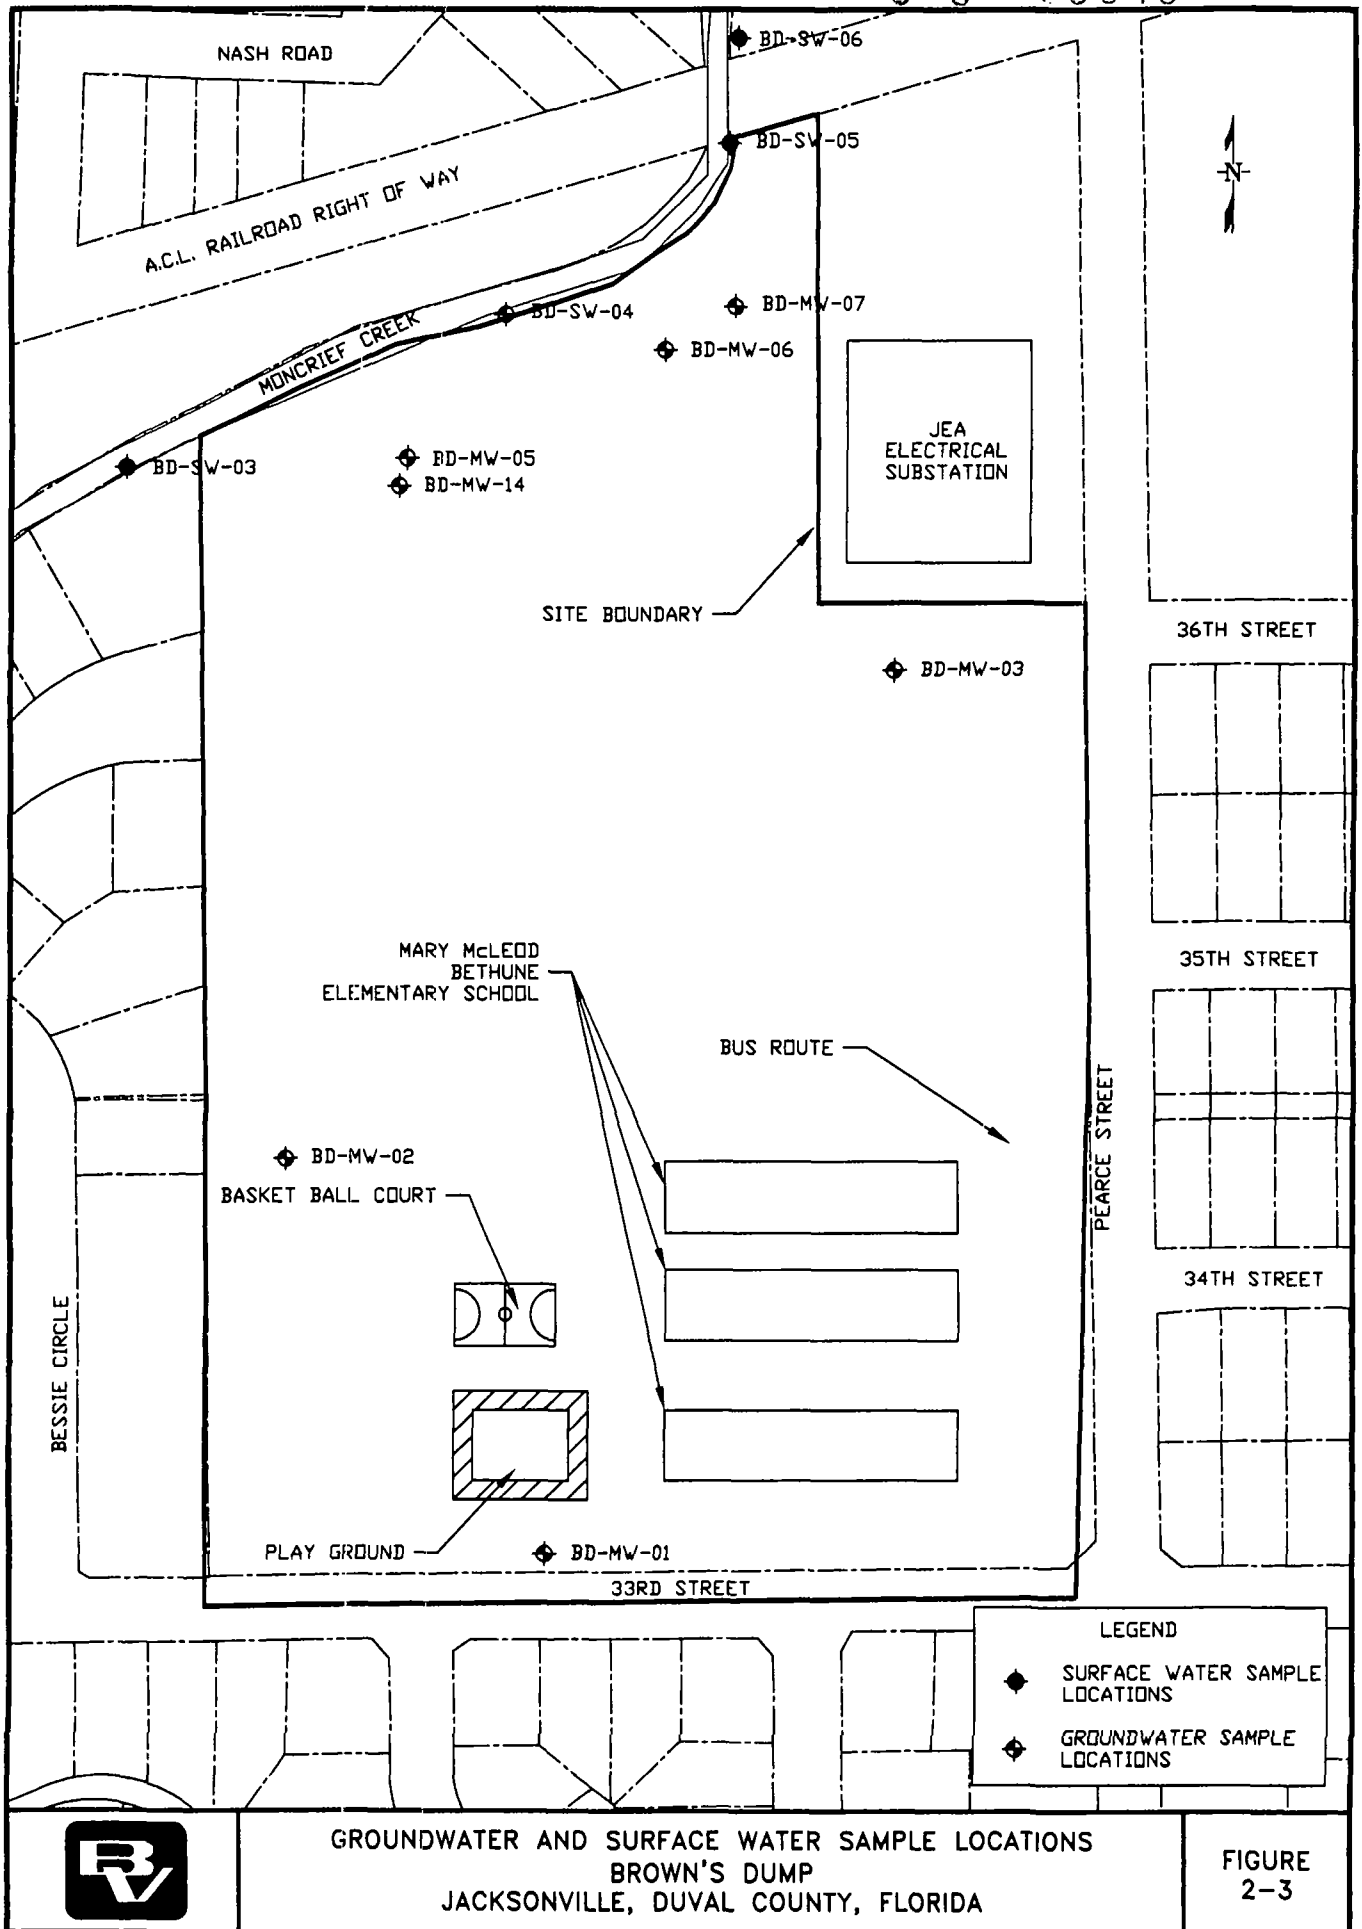 BD-SW-06
NASH ROAD
BD-SW-05
N
A.C.L. RAILROAD RIGHT OF WAY
BD-MW-07
BD-SW-04
BD-MW-06
MONCRIEF CREEK
JEA
ELECTRICAL
SUBSTATION
BD-SW-03
BD-MW-05
BD-MW-14
SITE BOUNDARY
36TH STREET
BD-MW-03
MARY McLEOD
BETHUNE
ELEMENTARY SCHOOL
35TH STREET
BUS ROUTE
PEARCE STREET
BD-MW-02
BASKET BALL COURT
34TH STREET
BESSIE CIRCLE
PLAY GROUND
BD-MW-01
33RD STREET
LEGEND
SURFACE WATER SAMPLE
LOCATIONS
GROUNDWATER SAMPLE
LOCATIONS
BV
GROUNDWATER AND SURFACE WATER SAMPLE LOCATIONS
BROWN'S DUMP
JACKSONVILLE, DUVAL COUNTY, FLORIDA
FIGURE
2-3